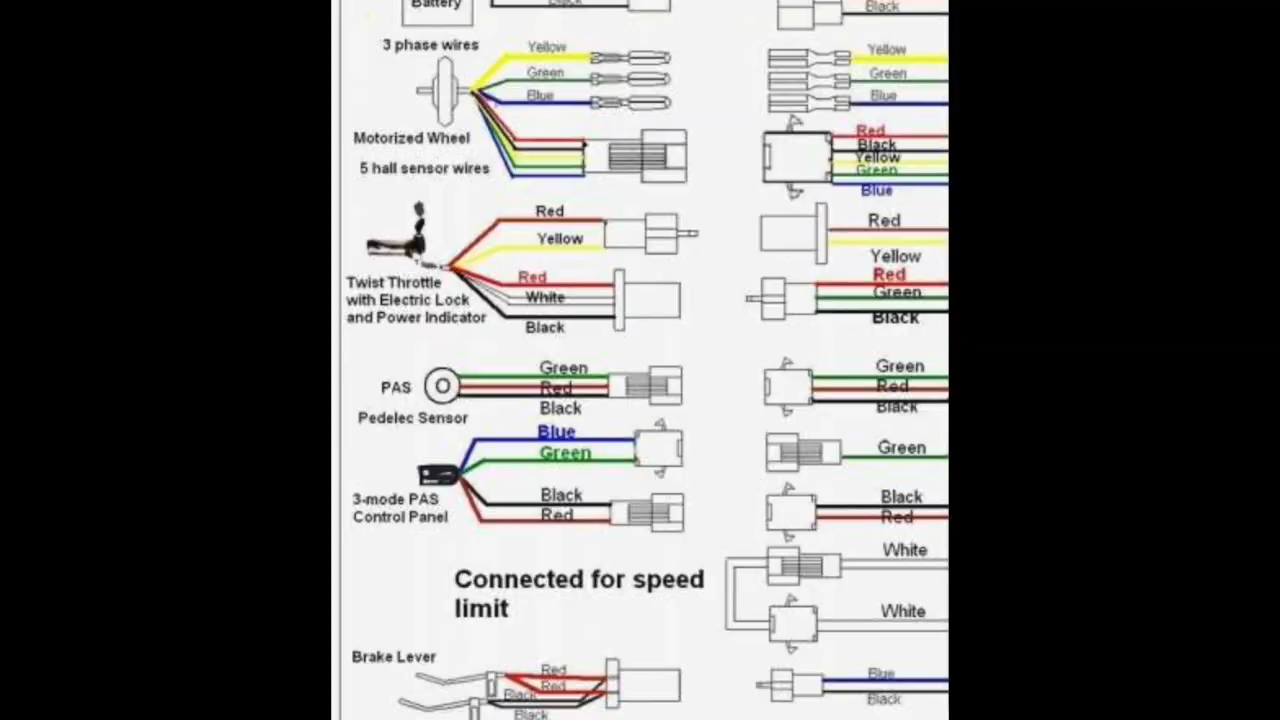 Battery
Black
Black
3 phase wires
Yellow
Green
Blue
Yellow
Green
Blue
Motorized Wheel
5 hall sensor wires
Red
Black
Yellow
Green
Blue
Red
Yellow
Red
White
Black
Twist Throttle
with Electric Lock
and Power Indicator
Red
Yellow
Red
Green
Black
PAS
Green
Red
Black
Pedelec Sensor
Green
Red
Black
Blue
Green
Black
Red
3-mode PAS
Control Panel
Green
Black
Red
White
White
Connected for speed
limit
Brake Lever
Red
Red
Black
Black
Blue
Black